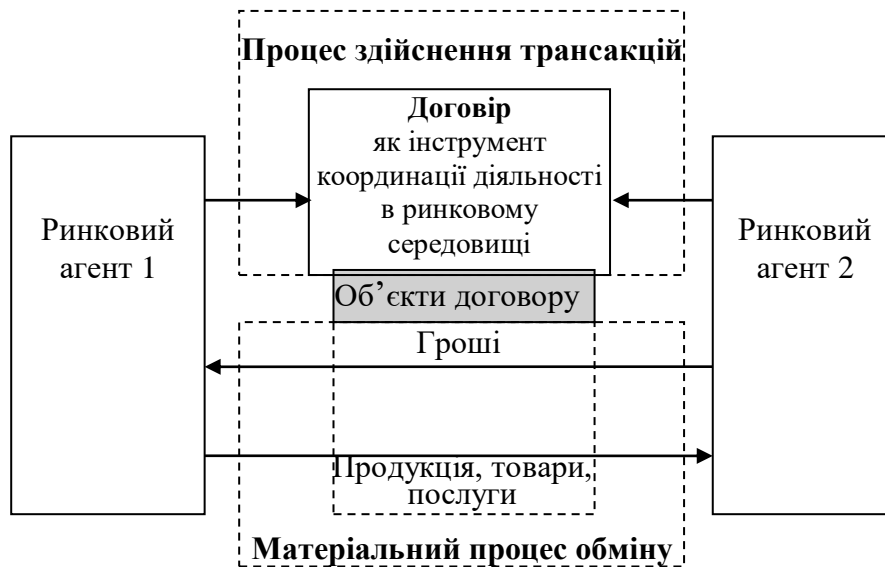 Процес здійснення трансакцій
Договір
як інструмент
координації діяльності
в ринковому
середовищі
Ринковий
агент 1
Ринковий
агент 2
Об’єкти договору
Гроші
Продукція, товари,
послуги
Матеріальний процес обміну